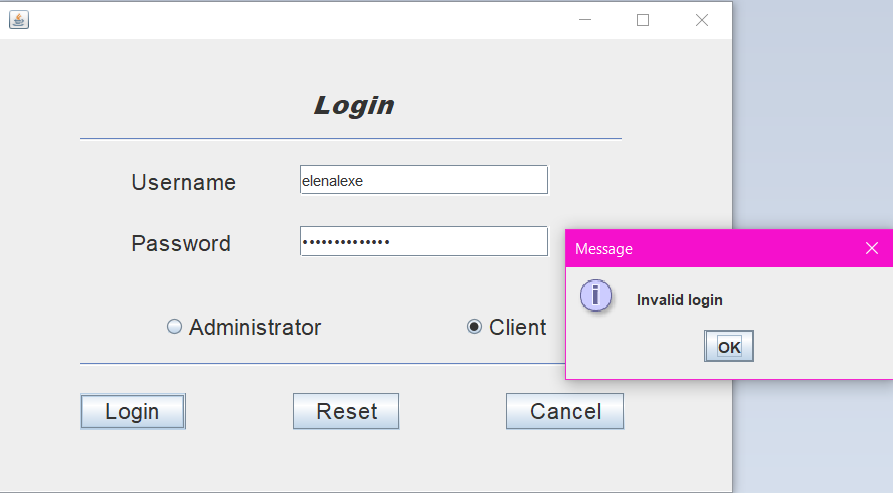 Login
Username
elenalexe
Password
••••••••••••••
Message
Invalid login
OK
Administrator
Client
Login
Reset
Cancel